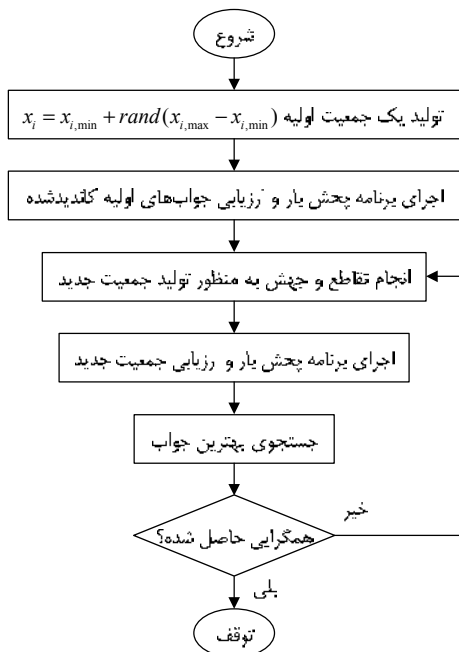 شروع
تولید یک جمعیت اولیه x_{i} = x_{i,min} + rand(x_{i,max} − x_{i,min})
اجرای برنامه پخش بار و ارزیابی جواب‌های اولیه کاندیدشده
انجام تقاطع و جهش به منظور تولید جمعیت جدید
اجرای برنامه پخش بار و ارزیابی جمعیت جدید
جستجوی بهترین جواب
همگرایی حاصل شده؟
خیر
بلی
توقف